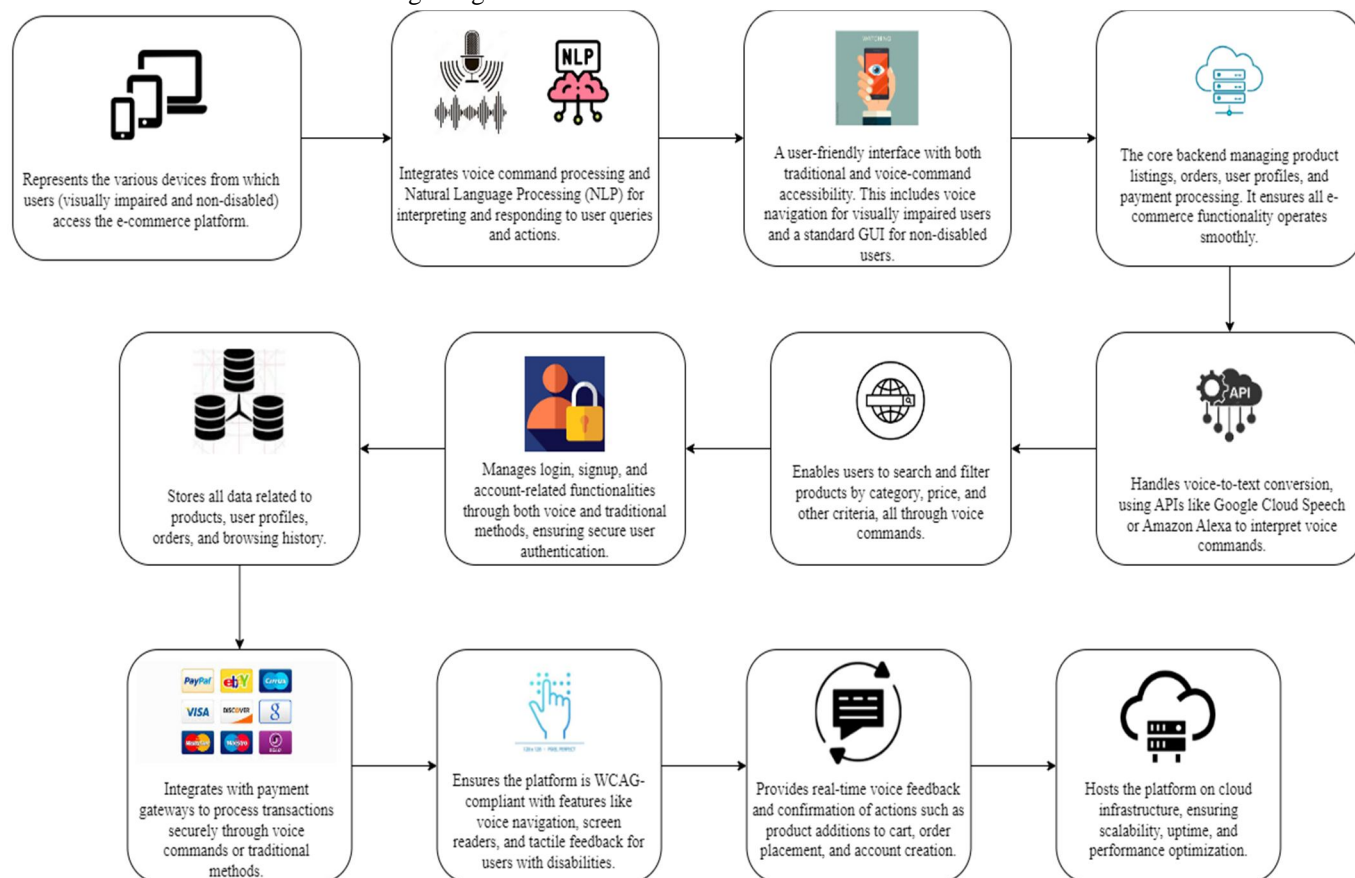 NLP
WATCHING
Represents the various devices from which
users (visually impaired and non-disabled)
access the e-commerce platform.
Integrates voice command processing and
Natural Language Processing (NLP) for
interpreting and responding to user queries
and actions.
A user-friendly interface with both
traditional and voice-command
accessibility. This includes voice
navigation for visually impaired users
and a standard GUI for non-disabled
users.
The core backend managing product
listings, orders, user profiles, and
payment processing. It ensures all e-
commerce functionality operates
smoothly.
API
Handles voice-to-text conversion,
using APIs like Google Cloud Speech
or Amazon Alexa to interpret voice
commands.
Enables users to search and filter
products by category, price, and
other criteria, all through voice
commands.
Manages login, signup, and
account-related functionalities
through both voice and traditional
methods, ensuring secure user
authentication.
Stores all data related to
products, user profiles,
orders, and browsing history.
PayPal ebY Cirrus
VISA DISCOVER 8
MasterCard Maestro
Integrates with payment
gateways to process transactions
securely through voice
commands or traditional
methods.
Ensures the platform is WCAG-
compliant with features like
voice navigation, screen
readers, and tactile feedback for
users with disabilities.
Provides real-time voice feedback
and confirmation of actions such as
product additions to cart, order
placement, and account creation.
Hosts the platform on cloud
infrastructure, ensuring
scalability, uptime, and
performance optimization.